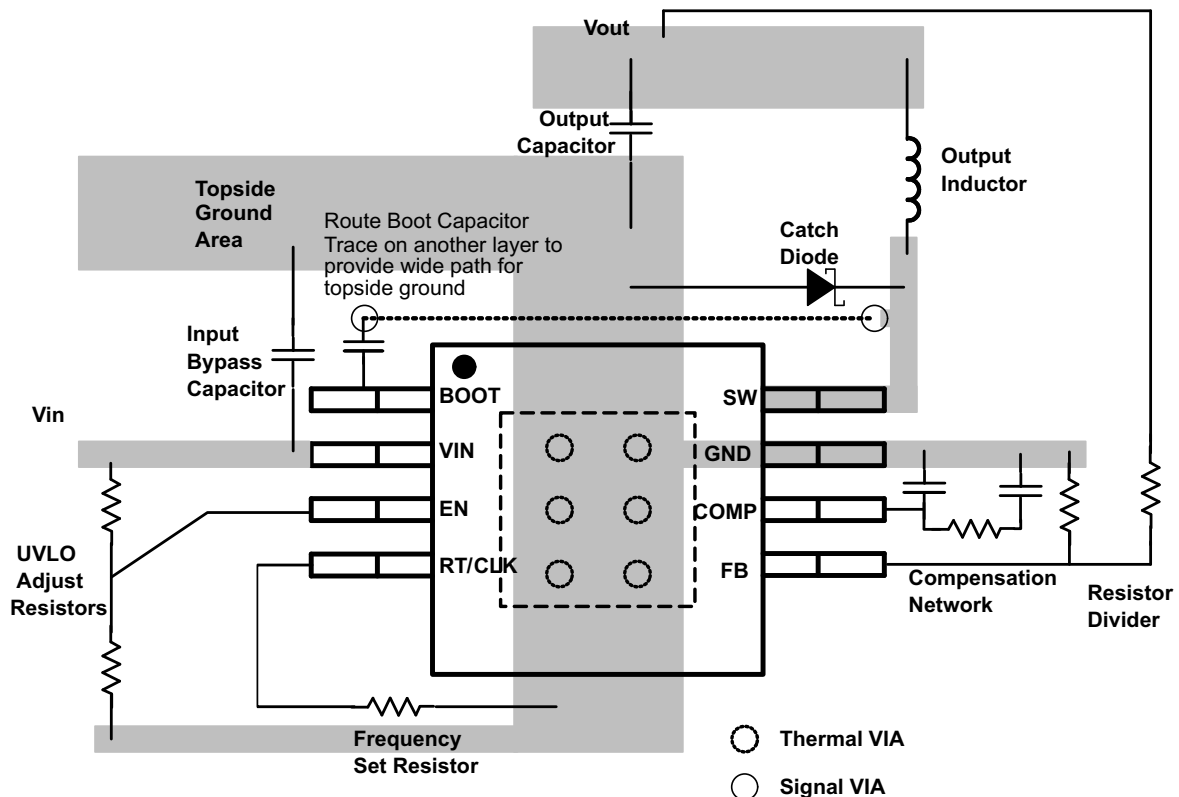 Vout
Output
Capacitor
Output
Inductor
Topside
Ground
Area
Route Boot Capacitor
Trace on another layer to
provide wide path for
topside ground
Catch
Diode
Input
Bypass
Capacitor
Vin
BOOT
VIN
EN
RT/CLK
SW
GND
COMP
FB
UVLO
Adjust
Resistors
Compensation
Network
Resistor
Divider
Frequency
Set Resistor
Thermal VIA
Signal VIA